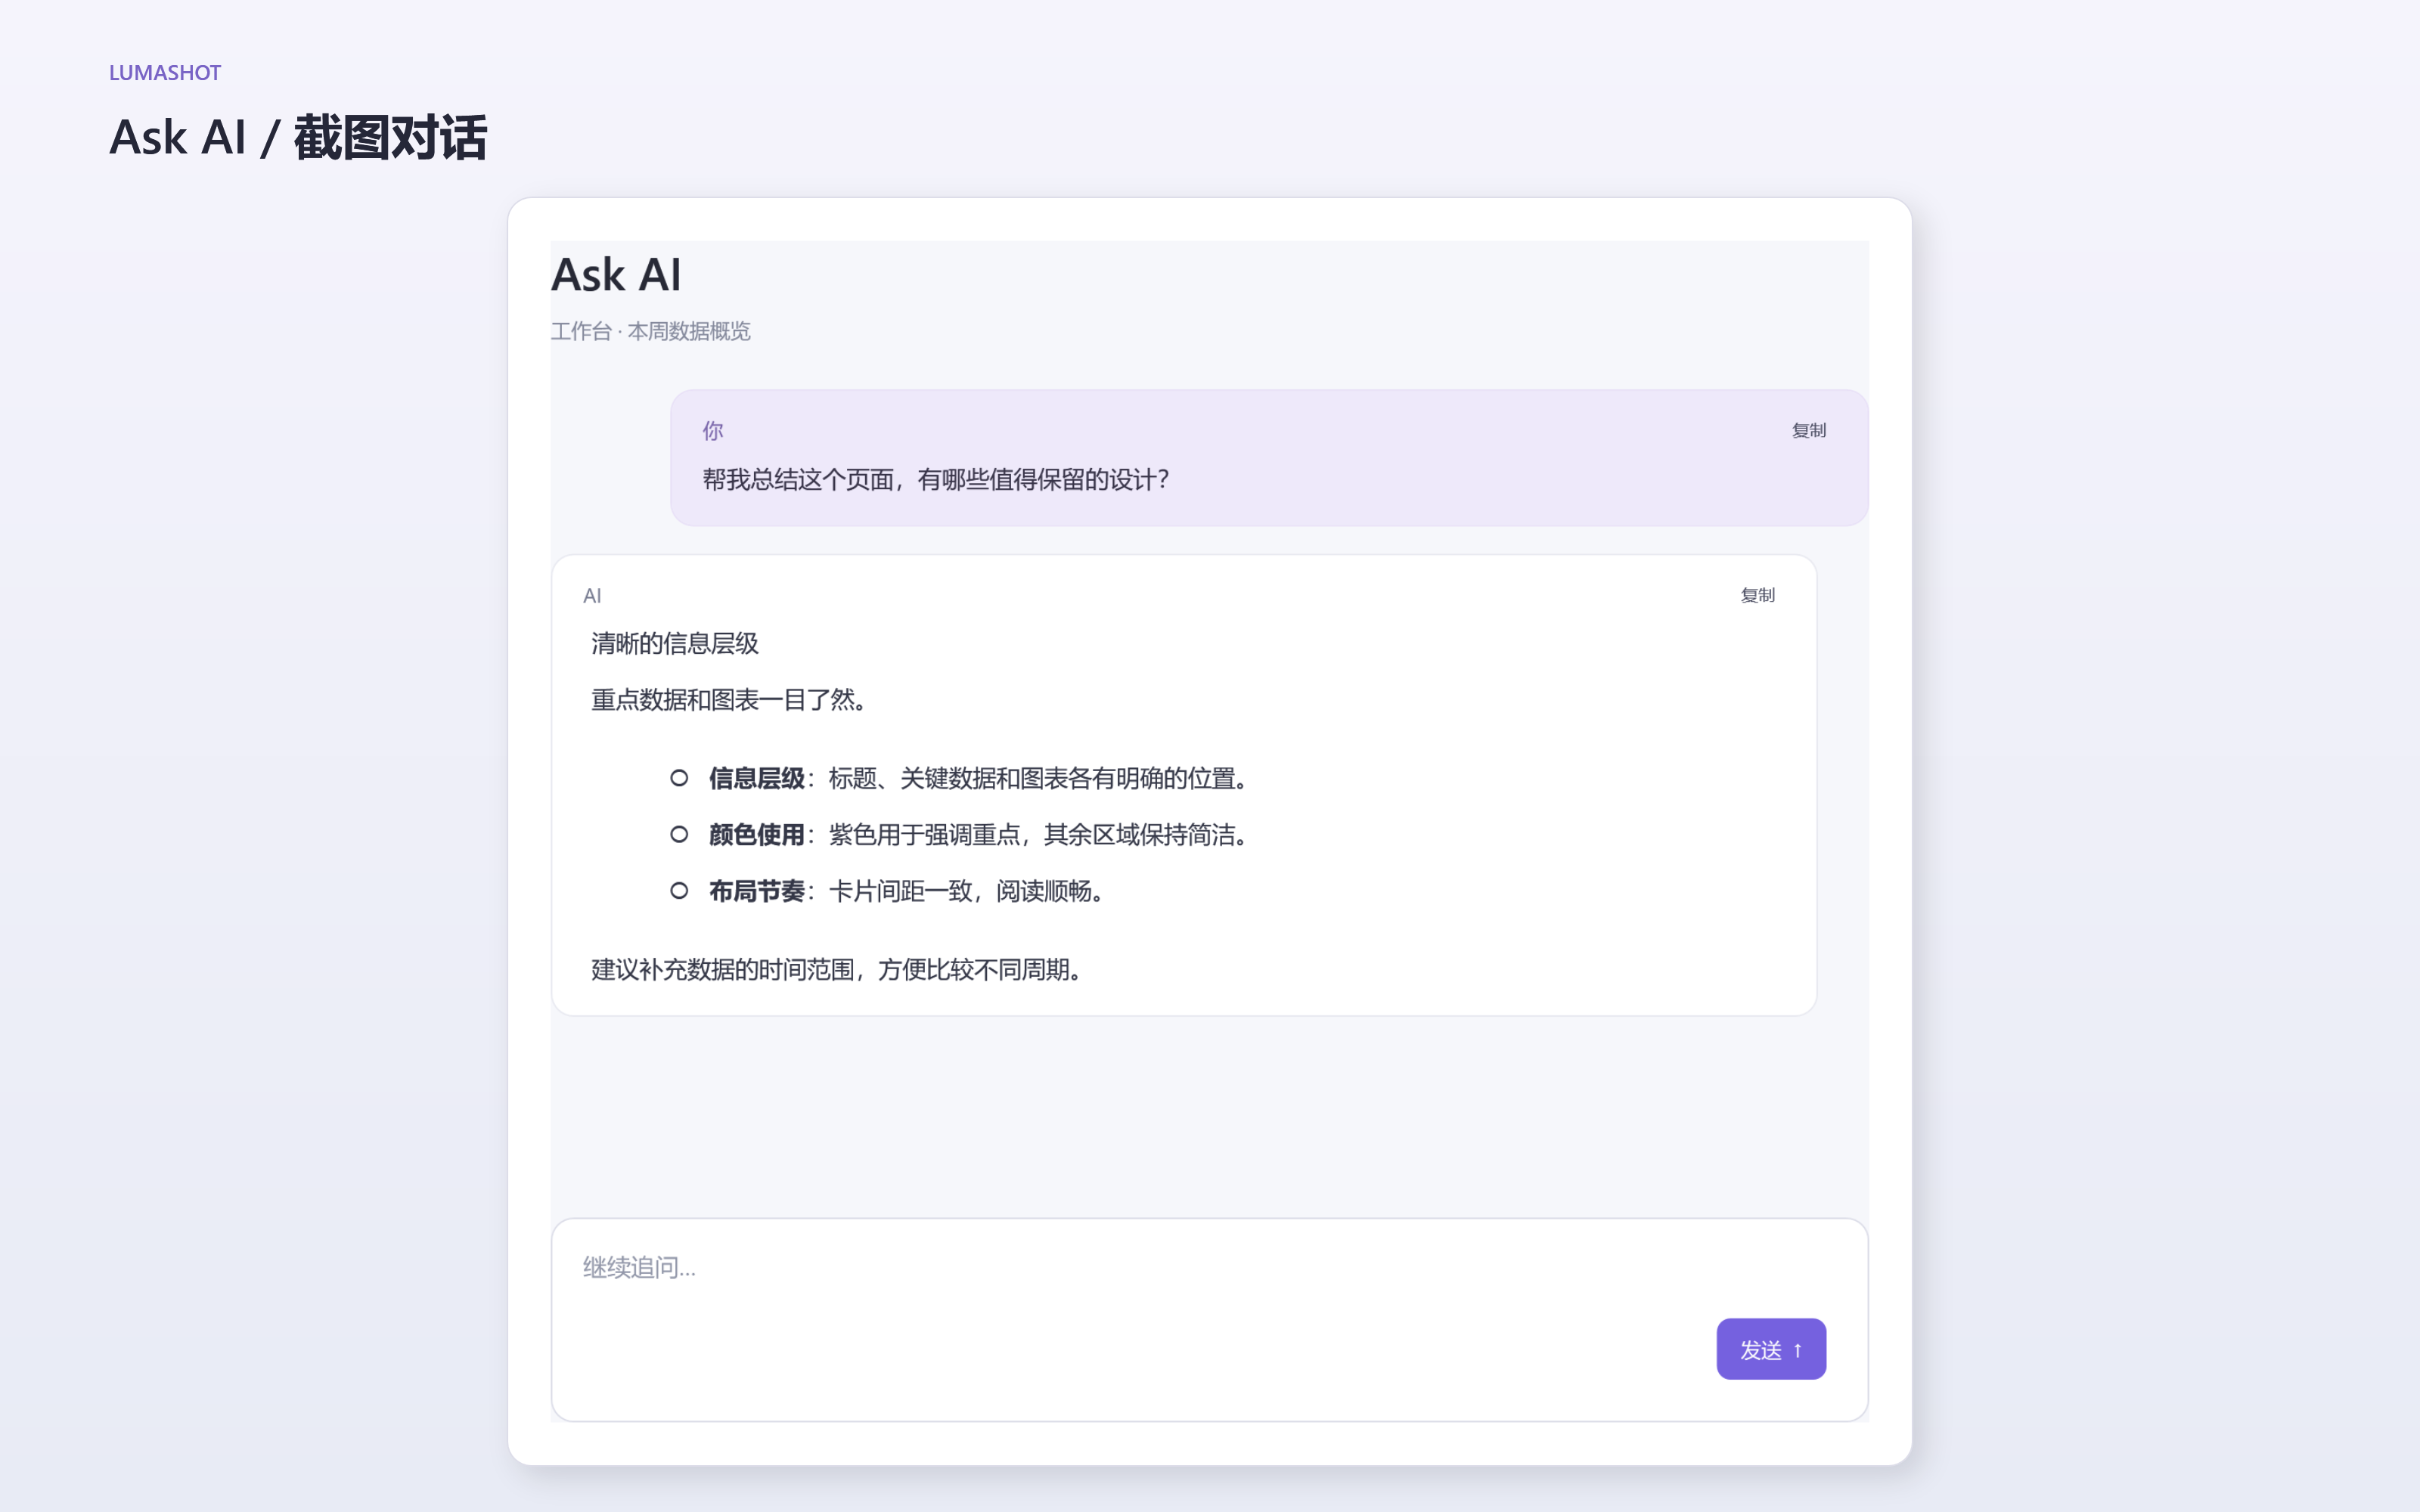 LUMASHOT
Ask AI / 截图对话
Ask AI
工作台 · 本周数据概览
你
复制
帮我总结这个页面，有哪些值得保留的设计？
AI
复制
清晰的信息层级
重点数据和图表一目了然。
信息层级：标题、关键数据和图表各有明确的位置。
颜色使用：紫色用于强调重点，其余区域保持简洁。
布局节奏：卡片间距一致，阅读顺畅。
建议补充数据的时间范围，方便比较不同周期。
继续追问...
发送 ↑